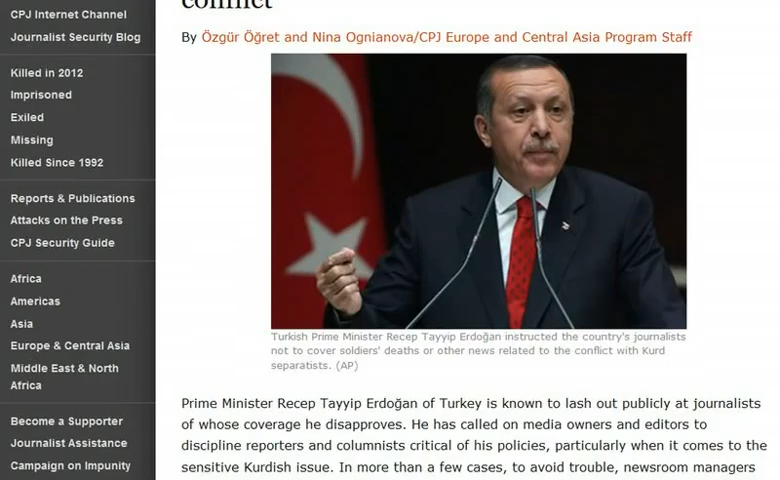 conflict
CPJ Internet Channel
Journalist Security Blog
Killed in 2012
Imprisoned
Exiled
Missing
Killed Since 1992
Reports & Publications
Attacks on the Press
CPJ Security Guide
Africa
Americas
Asia
Europe & Central Asia
Middle East & North
Africa
Become a Supporter
Journalist Assistance
Campaign on Impunity
By Özgür Öğret and Nina Ognianova/CPJ Europe and Central Asia Program Staff
Turkish Prime Minister Recep Tayyip Erdoğan instructed the country's journalists
not to cover soldiers' deaths or other news related to the conflict with Kurd
separatists. (AP)
Prime Minister Recep Tayyip Erdoğan of Turkey is known to lash out publicly at journalists
of whose coverage he disapproves. He has called on media owners and editors to
discipline reporters and columnists critical of his policies, particularly when it comes to the
sensitive Kurdish issue. In more than a few cases, to avoid trouble, newsroom managers